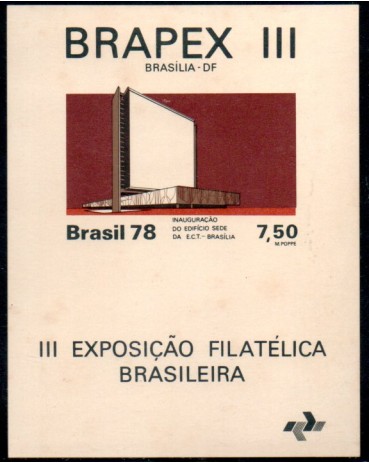 BRAPEX III
BRASÍLIA-DF
INAUGURAÇÃO
DO EDIFÍCIO SEDE
DA E.C.T.-BRASÍLIA
Brasil 78
7,50
M.POPPE
III EXPOSIÇÃO FILATÉLICA
BRASILEIRA